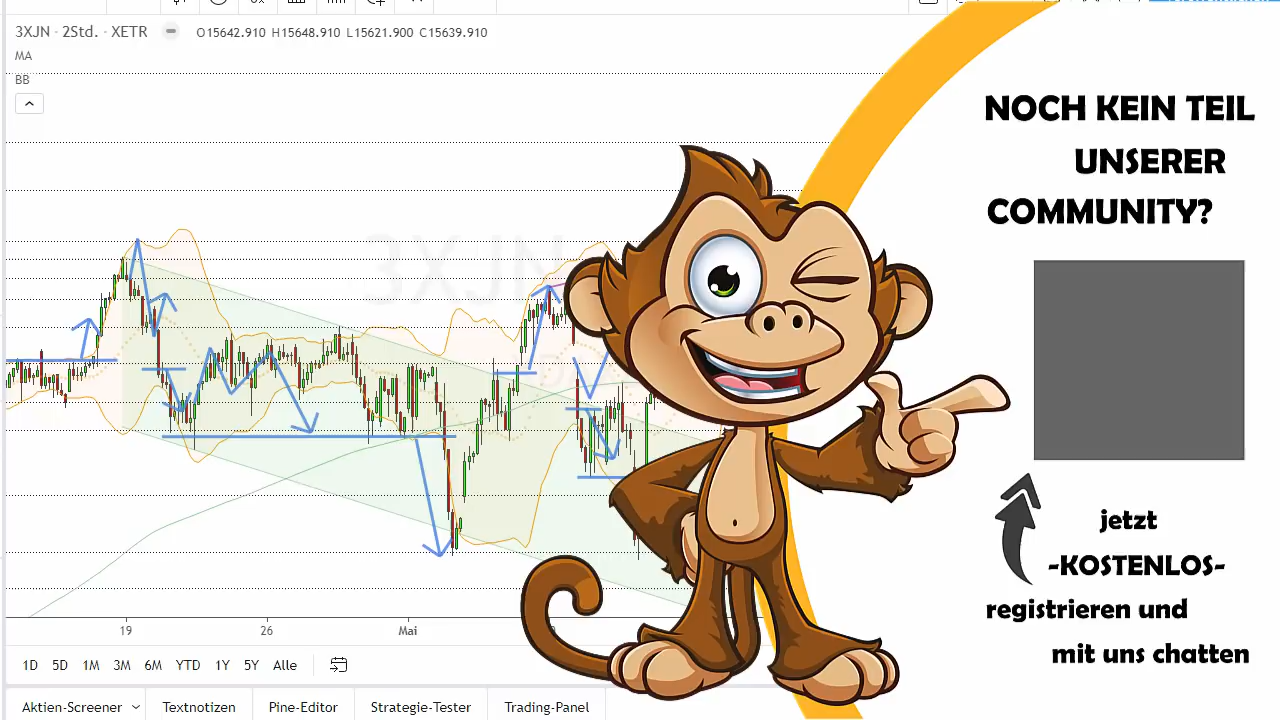 3XJN · 2Std. · XETR O15642.910 H15648.910 L15621.900 C15639.910
MA
BB
3XJN
NOCH KEIN TEIL
UNSERER
COMMUNITY?
jetzt
-KOSTENLOS-
registrieren und
mit uns chatten
19 26 Mai
1D 5D 1M 3M 6M YTD 1Y 5Y Alle
Aktien-Screener Textnotizen Pine-Editor Strategie-Tester Trading-Panel